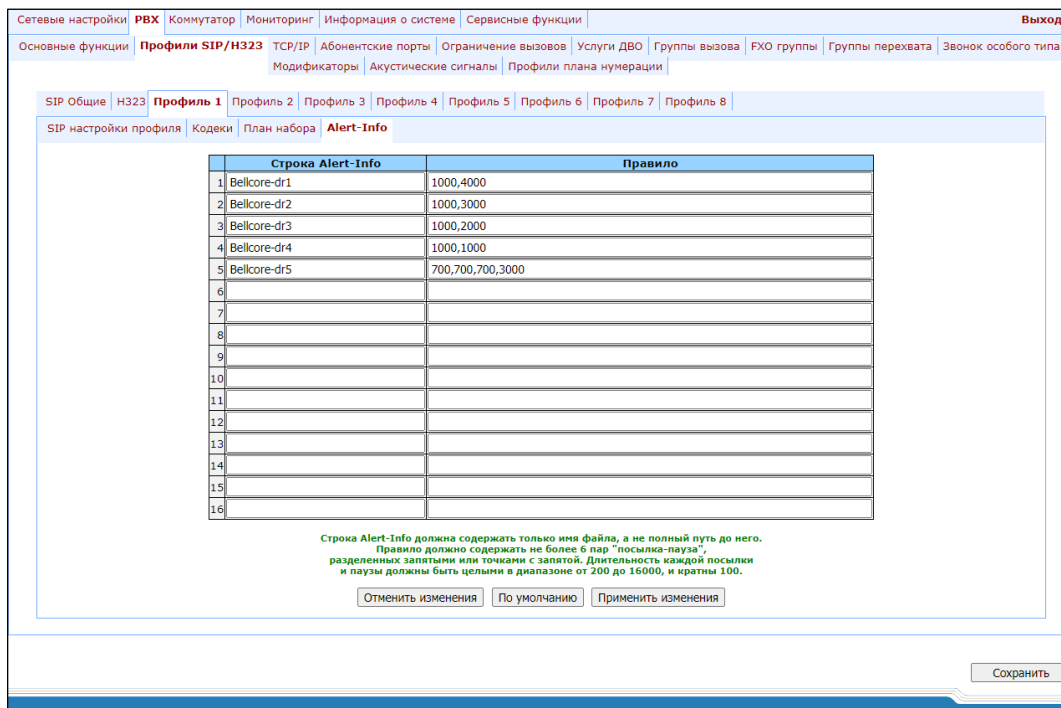 Сетевые настройки PBX Коммутатор Мониторинг Информация о системе Сервисные функции Выход
Основные функции Профили SIP/H323 TCP/IP Абонентские порты Ограничение вызовов Услуги ДВО Группы вызова FXO группы Группы перехвата Звонок особого типа
Модификаторы Акустические сигналы Профили плана нумерации
SIP Общие H323 Профиль 1 Профиль 2 Профиль 3 Профиль 4 Профиль 5 Профиль 6 Профиль 7 Профиль 8
SIP настройки профиля Кодеки План набора Alert-Info
Строка Alert-Info Правило
1 Bellcore-dr1 1000,4000
2 Bellcore-dr2 1000,3000
3 Bellcore-dr3 1000,2000
4 Bellcore-dr4 1000,1000
5 Bellcore-dr5 700,700,700,3000
6
7
8
9
10
11
12
13
14
15
16
Строка Alert-Info должна содержать только имя файла, а не полный путь до него.
Правило должно содержать не более 6 пар "посылка-пауза",
разделенных запятыми или точками с запятой. Длительность каждой посылки
и паузы должны быть целыми в диапазоне от 200 до 16000, и кратны 100.
Отменить изменения По умолчанию Применить изменения
Сохранить